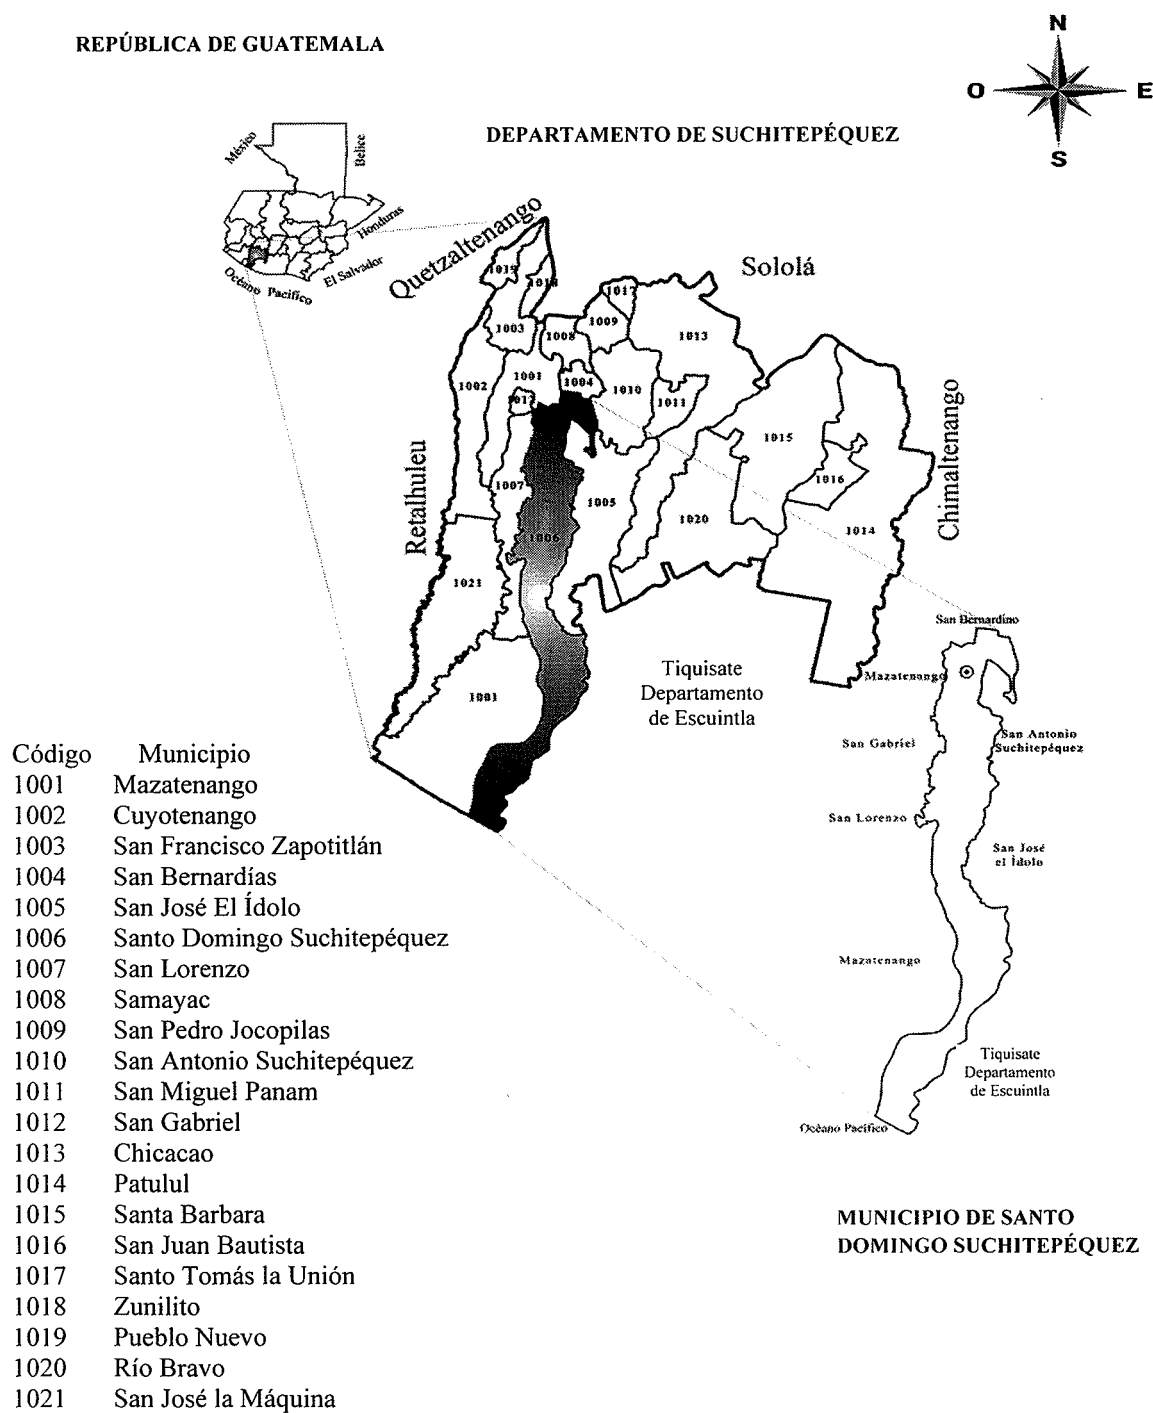 REPÚBLICA DE GUATEMALA
N
O
E
S
DEPARTAMENTO DE SUCHITEPÉQUEZ
México
Belice
Honduras
El Salvador
Océano Pacífico
Quetzaltenango
Sololá
Chimaltenango
Retalhuleu
1019
1018
1017
1003
1008
1009
1013
1002
1001
1004
1010
1011
1012
1015
1016
1007
1005
1006
1020
1014
1021
1001
Tiquisate
Departamento
de Escuintla
San Bernardino
Mazatenango
San Gabriel
San Antonio
Suchitepéquez
San Lorenzo
San José
el Ídolo
Mazatenango
Tiquisate
Departamento
de Escuintla
Océano Pacífico
MUNICIPIO DE SANTO
DOMINGO SUCHITEPÉQUEZ
Código Municipio
1001 Mazatenango
1002 Cuyotenango
1003 San Francisco Zapotitlán
1004 San Bernardías
1005 San José El Ídolo
1006 Santo Domingo Suchitepéquez
1007 San Lorenzo
1008 Samayac
1009 San Pedro Jocopilas
1010 San Antonio Suchitepéquez
1011 San Miguel Panam
1012 San Gabriel
1013 Chicacao
1014 Patulul
1015 Santa Barbara
1016 San Juan Bautista
1017 Santo Tomás la Unión
1018 Zunilito
1019 Pueblo Nuevo
1020 Río Bravo
1021 San José la Máquina